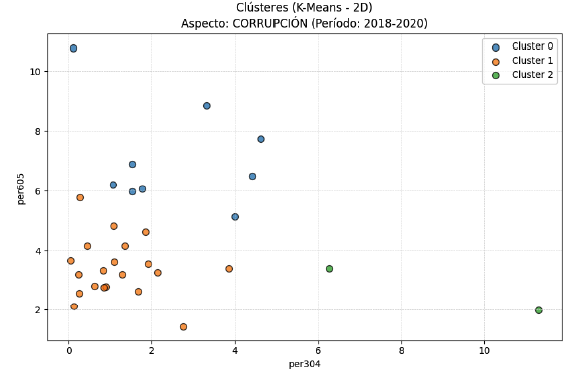 Clústeres (K-Means - 2D)
Aspecto: CORRUPCIÓN (Período: 2018-2020)
Cluster 0
Cluster 1
Cluster 2
10
8
6
4
2
per605
0
2
4
6
8
10
per304